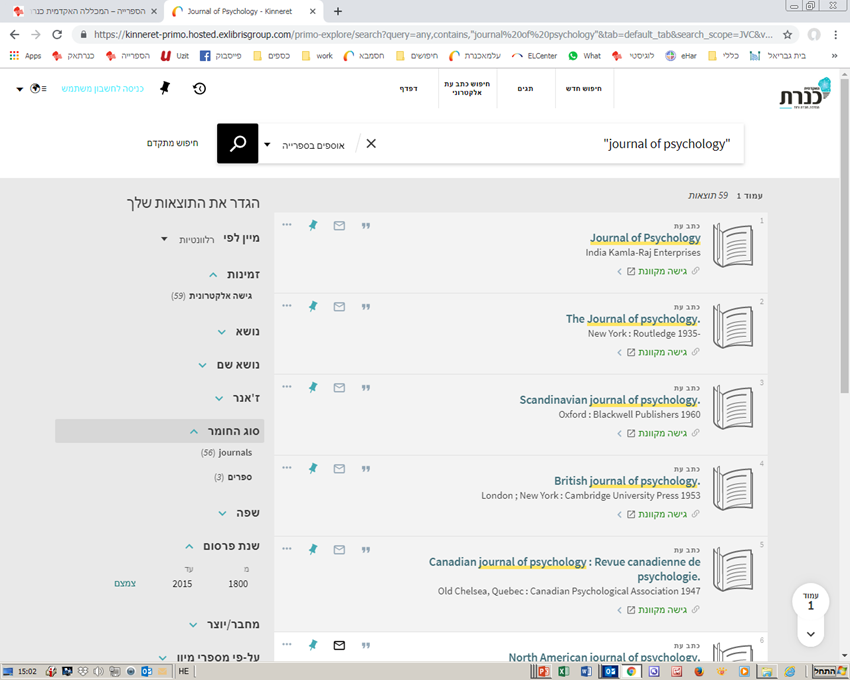 הספרייה – המכללה האקדמית כנרת
Journal of Psychology - Kinneret
https://kinneret-primo.hosted.exlibrisgroup.com/primo-explore/search?query=any,contains,"journal%20of%20psychology"&tab=default_tab&search_scope=JVC&v...
Apps
כנרתאק
הספרייה
Uzit
פייסבוק
כספים
work
חסמבא
חיפושים
עלמאכנרת
ELCenter
What
לוגיסטי
eHar
כללי
בית גבריאל
»
כנרת
חיפוש חדש
תגים
חיפוש כתב עת
אלקטרוני
דפדף
כניסה לחשבון משתמש
"journal of psychology"
אוספים בספרייה
חיפוש מתקדם
עמוד 1 59 תוצאות
1
כתב עת
Journal of Psychology
India Kamla-Raj Enterprises
גישה מקוונת
2
כתב עת
The Journal of psychology.
New York : Routledge 1935-
גישה מקוונת
3
כתב עת
Scandinavian journal of psychology.
Oxford : Blackwell Publishers 1960
גישה מקוונת
4
כתב עת
British journal of psychology.
London ; New York : Cambridge University Press 1953
גישה מקוונת
5
כתב עת
Canadian journal of psychology : Revue canadienne de
psychologie.
Old Chelsea, Quebec : Canadian Psychological Association 1947
גישה מקוונת
6
כתב עת
North American journal of psychology.
הגדר את התוצאות שלך
מיין לפי רלוונטיות
זמינות
גישה אלקטרונית (59)
נושא
נושא שם
ז'אנר
סוג החומר
journals (56)
ספרים (3)
שפה
שנת פרסום
מ
עד
1800
2015
צמצם
מחבר/יוצר
על-פי מספרי מיון
עמוד
1
15:02
HE
התחל